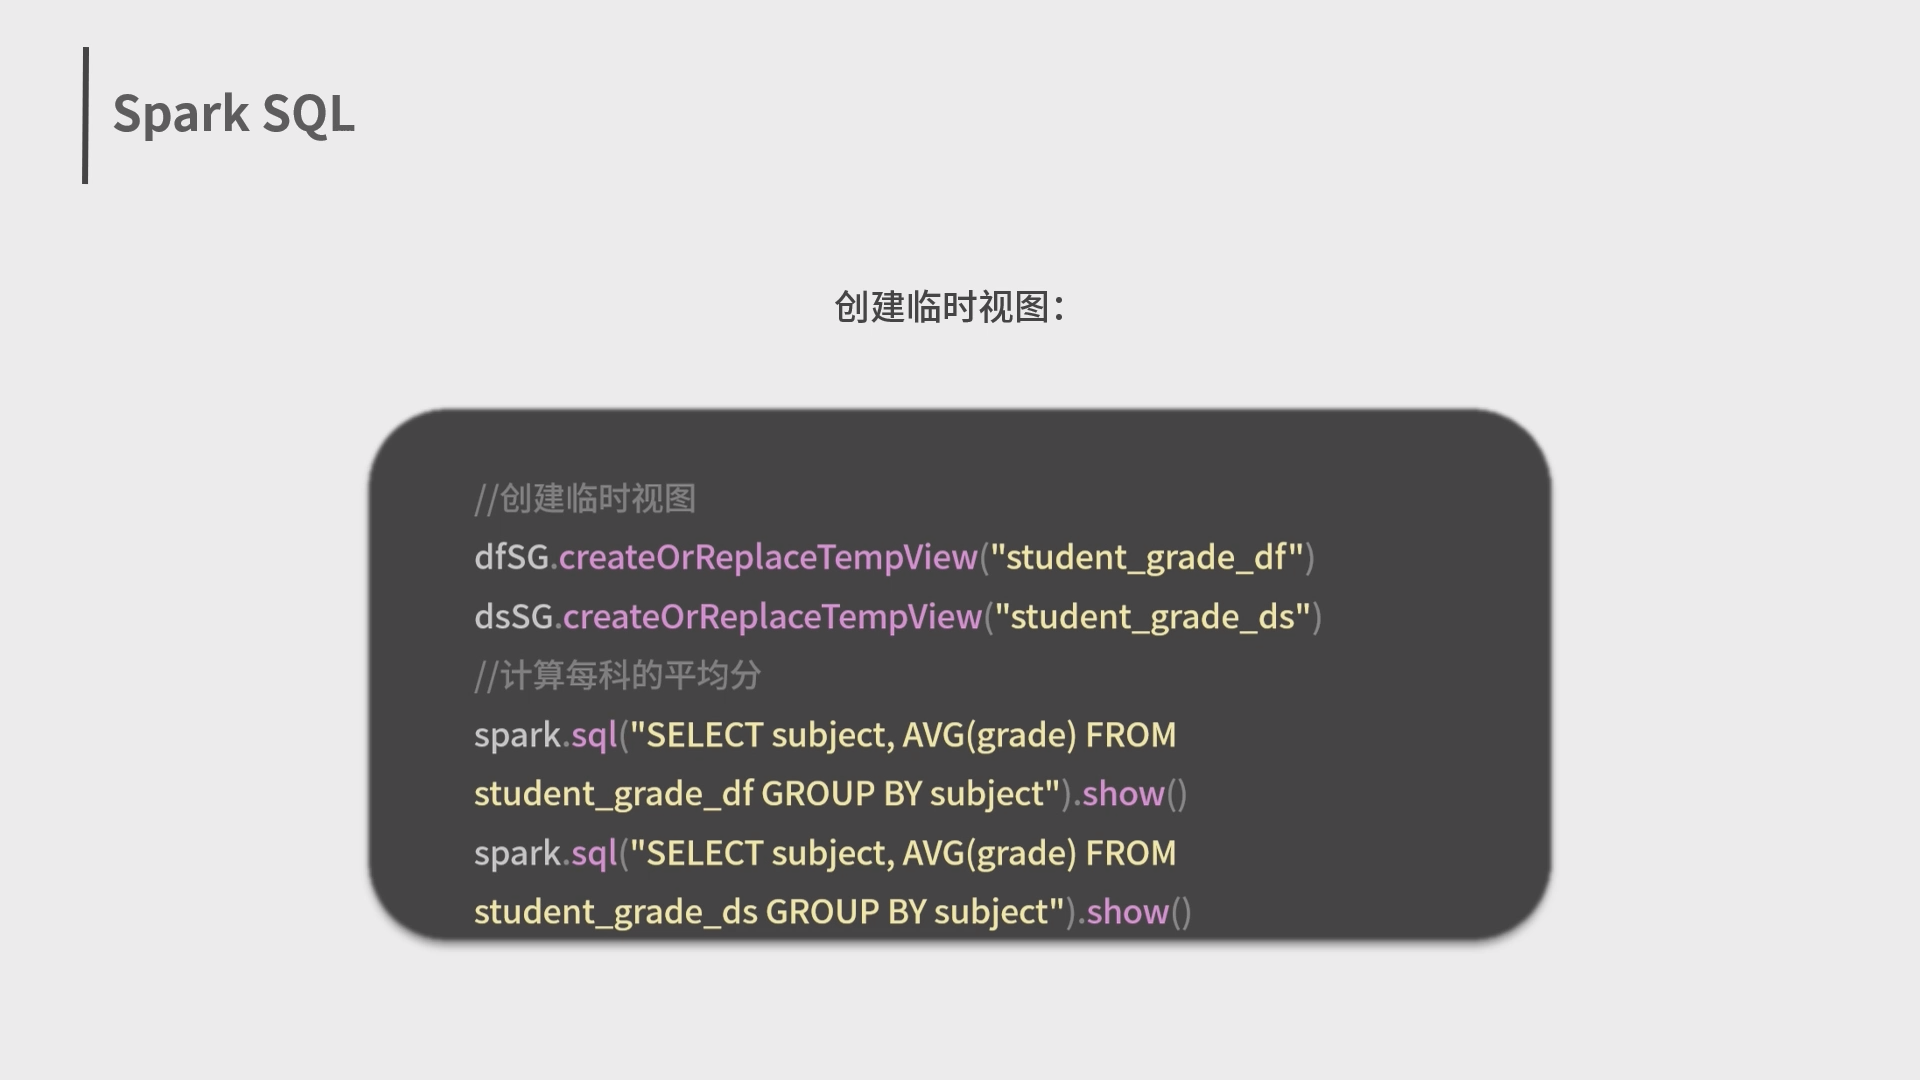 Spark SQL
创建临时视图：
//创建临时视图
dfSG.createOrReplaceTempView("student_grade_df")
dsSG.createOrReplaceTempView("student_grade_ds")
//计算每科的平均分
spark.sql("SELECT subject, AVG(grade) FROM
student_grade_df GROUP BY subject").show()
spark.sql("SELECT subject, AVG(grade) FROM
student_grade_ds GROUP BY subject").show()